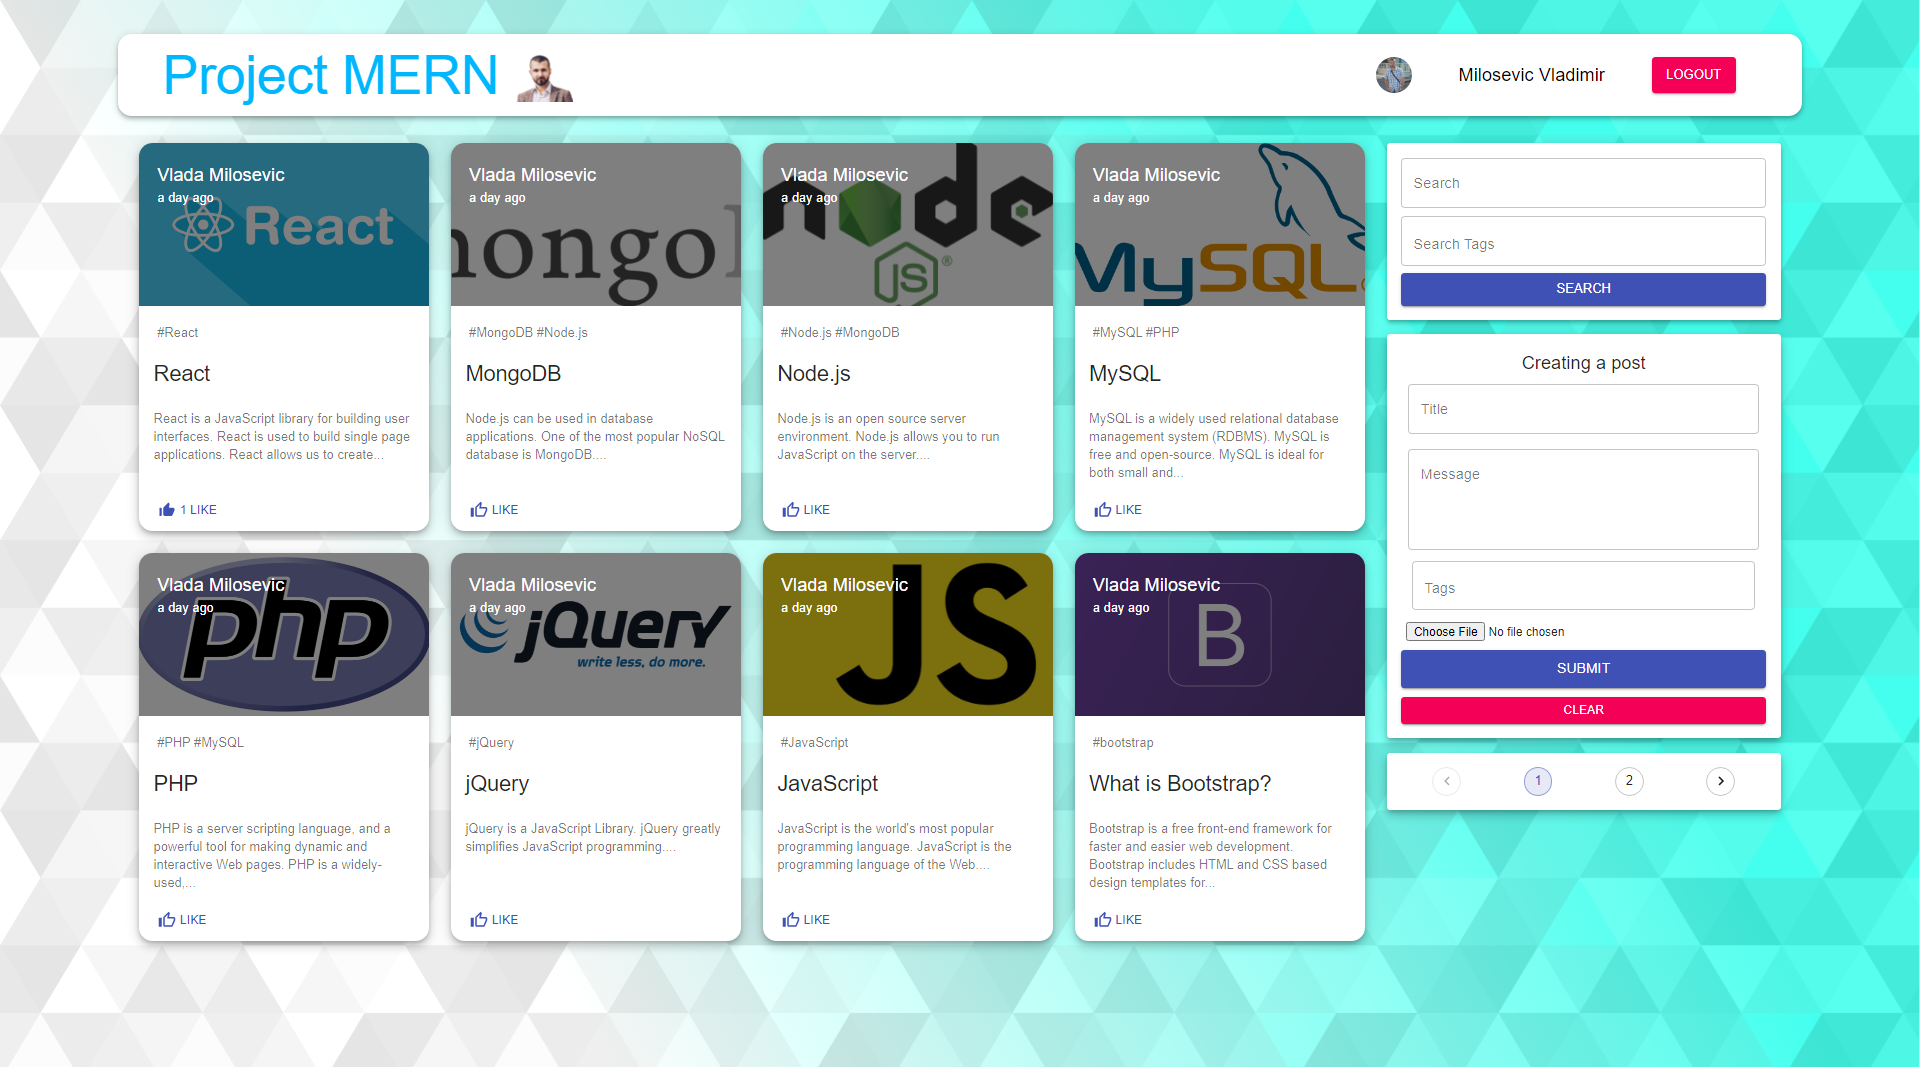 Project MERN
Milosevic Vladimir
LOGOUT
Vlada Milosevic
a day ago
React
#React
React
React is a JavaScript library for building user
interfaces. React is used to build single page
applications. React allows us to create...
1 LIKE
Vlada Milosevic
a day ago
mongoD
#MongoDB #Node.js
MongoDB
Node.js can be used in database
applications. One of the most popular NoSQL
database is MongoDB....
LIKE
Vlada Milosevic
a day ago
node
JS®
#Node.js #MongoDB
Node.js
Node.js is an open source server
environment. Node.js allows you to run
JavaScript on the server....
LIKE
Vlada Milosevic
a day ago
MySQL
#MySQL #PHP
MySQL
MySQL is a widely used relational database
management system (RDBMS). MySQL is
free and open-source. MySQL is ideal for
both small and...
LIKE
Vlada Milosevic
a day ago
php
#PHP #MySQL
PHP
PHP is a server scripting language, and a
powerful tool for making dynamic and
interactive Web pages. PHP is a widely-
used,...
LIKE
Vlada Milosevic
a day ago
jQuery
write less, do more.
#jQuery
jQuery
jQuery is a JavaScript Library. jQuery greatly
simplifies JavaScript programming....
LIKE
Vlada Milosevic
a day ago
JS
#JavaScript
JavaScript
JavaScript is the world's most popular
programming language. JavaScript is the
programming language of the Web....
LIKE
Vlada Milosevic
a day ago
B
#bootstrap
What is Bootstrap?
Bootstrap is a free front-end framework for
faster and easier web development.
Bootstrap includes HTML and CSS based
design templates for...
LIKE
Search
Search Tags
SEARCH
Creating a post
Title
Message
Tags
Choose File No file chosen
SUBMIT
CLEAR
1 2